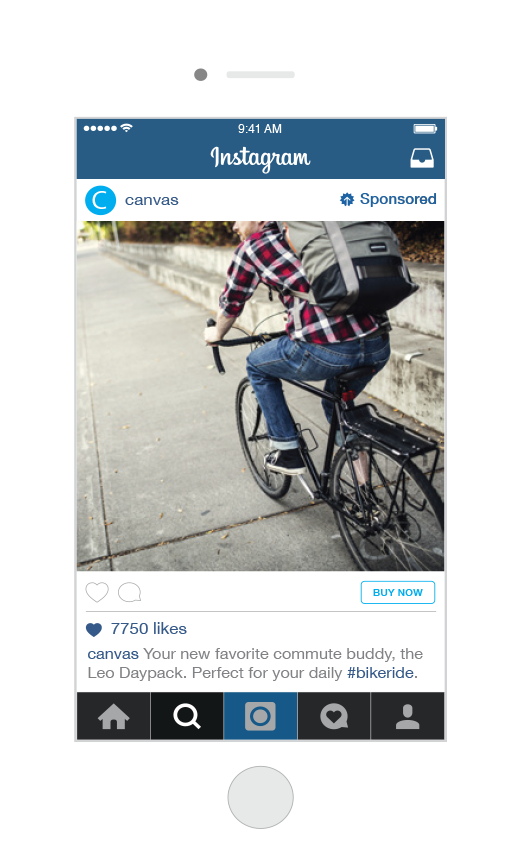 9:41 AM
Instagram
C canvas Sponsored
BUY NOW
7750 likes
canvas Your new favorite commute buddy, the
Leo Daypack. Perfect for your daily #bikeride.